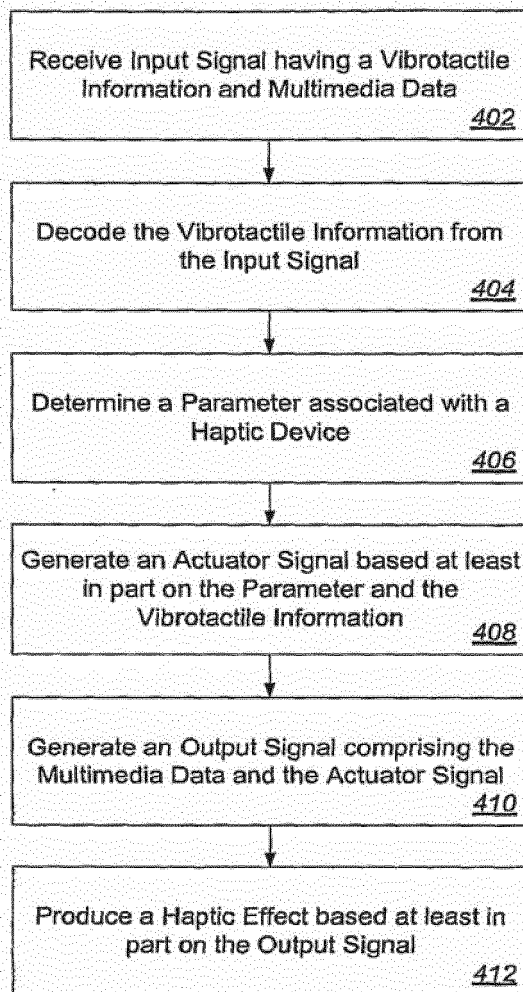 Receive Input Signal having a Vibrotactile
Information and Multimedia Data
402
Decode the Vibrotactile Information from
the Input Signal
404
Determine a Parameter associated with a
Haptic Device
406
Generate an Actuator Signal based at least
in part on the Parameter and the
Vibrotactile Information
408
Generate an Output Signal comprising the
Multimedia Data and the Actuator Signal
410
Produce a Haptic Effect based at least in
part on the Output Signal
412